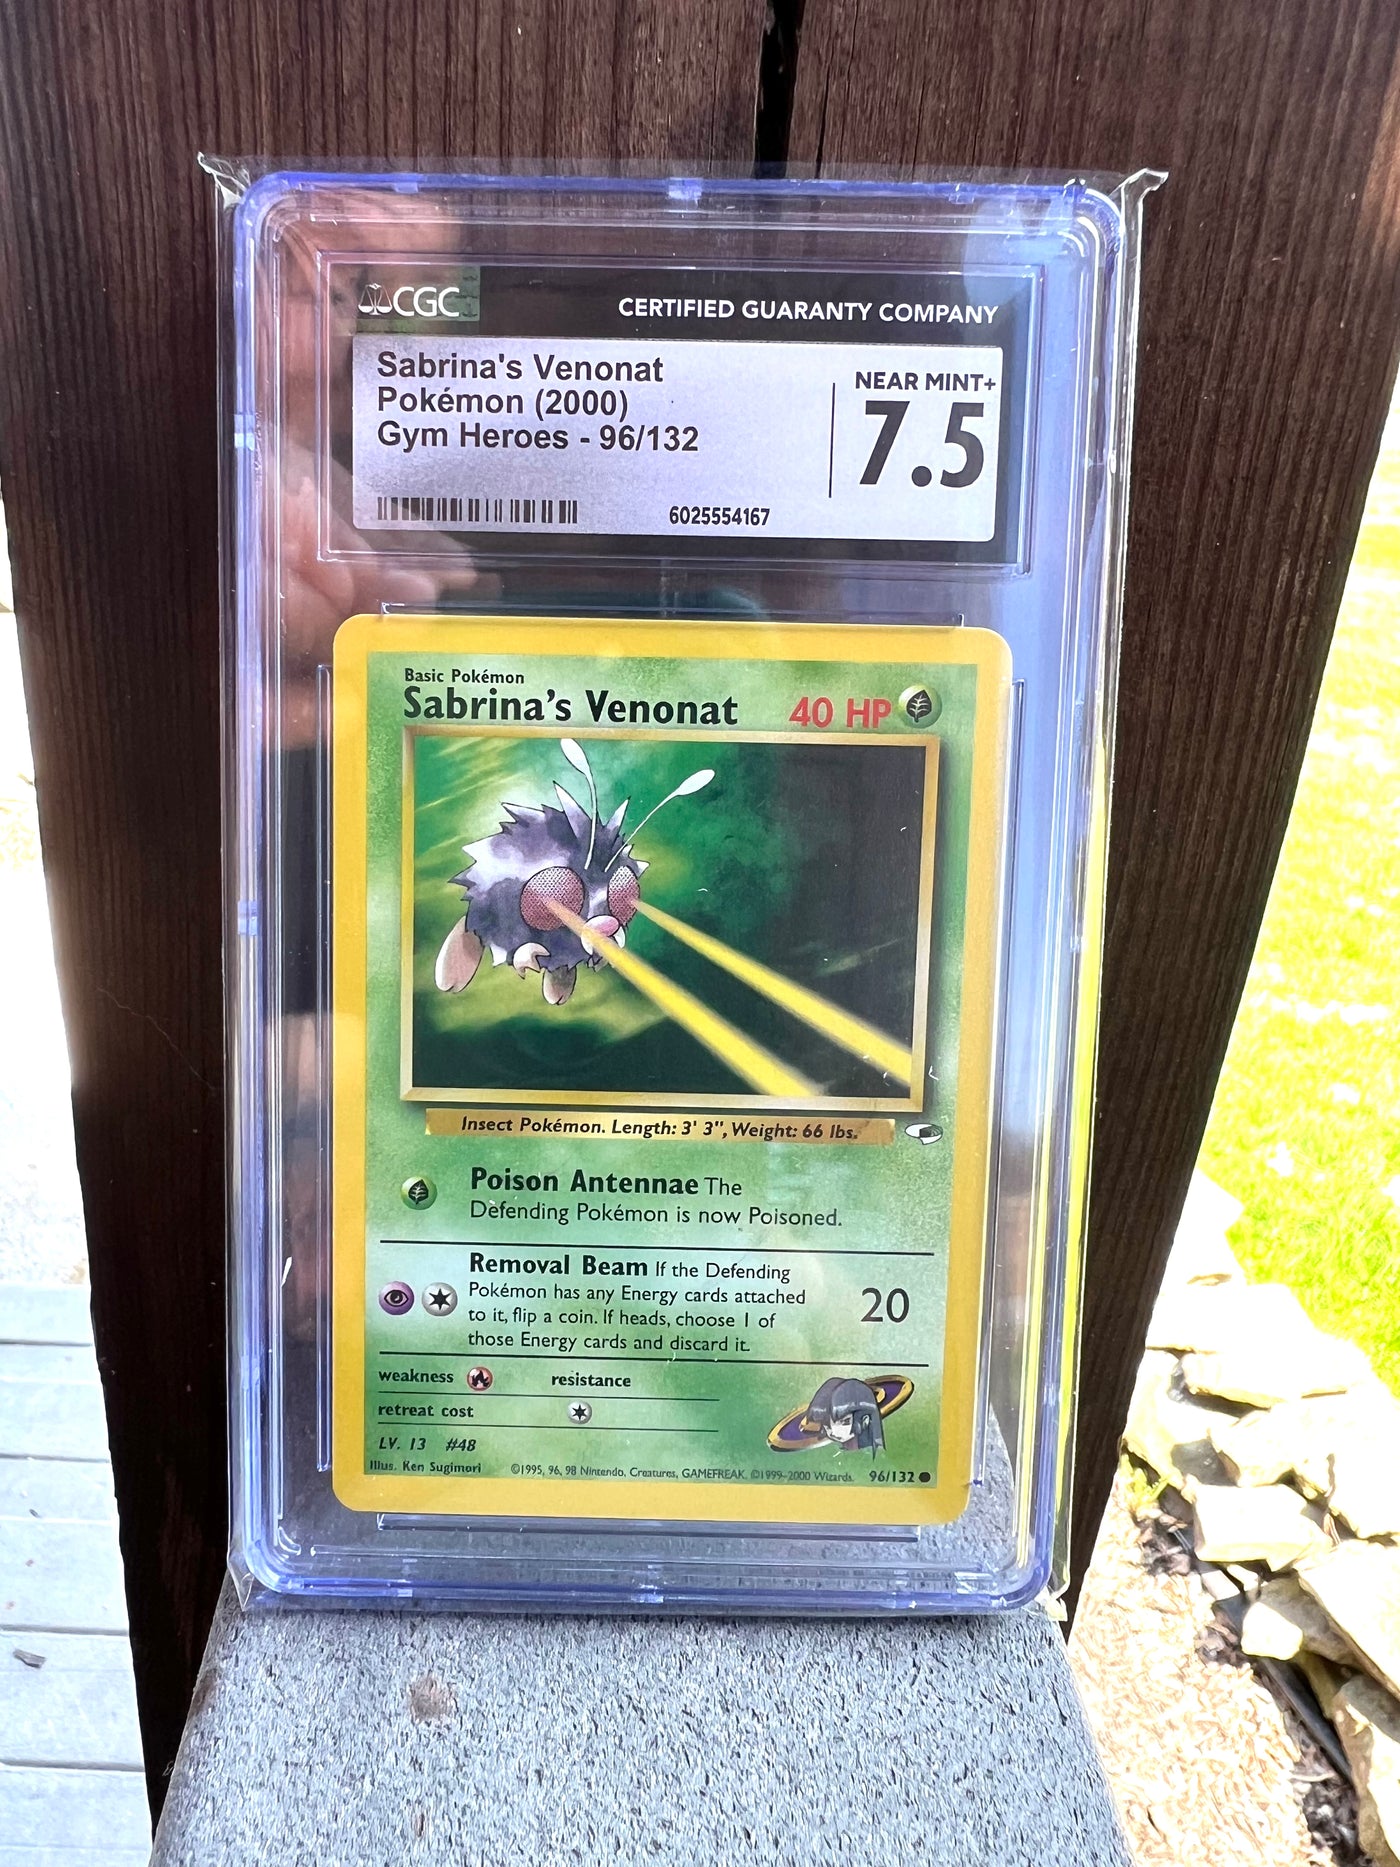 CGC
CERTIFIED GUARANTY COMPANY
Sabrina's Venonat
Pokémon (2000)
Gym Heroes - 96/132
NEAR MINT+
7.5
6025554167
Basic Pokémon
Sabrina's Venonat
40 HP
Insect Pokémon. Length: 3' 3", Weight: 66 lbs.
Poison Antennae The
Defending Pokémon is now Poisoned.
Removal Beam If the Defending
Pokémon has any Energy cards attached
to it, flip a coin. If heads, choose 1 of
those Energy cards and discard it.
20
weakness
resistance
retreat cost
LV. 13 #48
Illus. Ken Sugimori
©1995, 96, 98 Nintendo, Creatures, GAMEFREAK. ©1999-2000 Wizards.
96/132